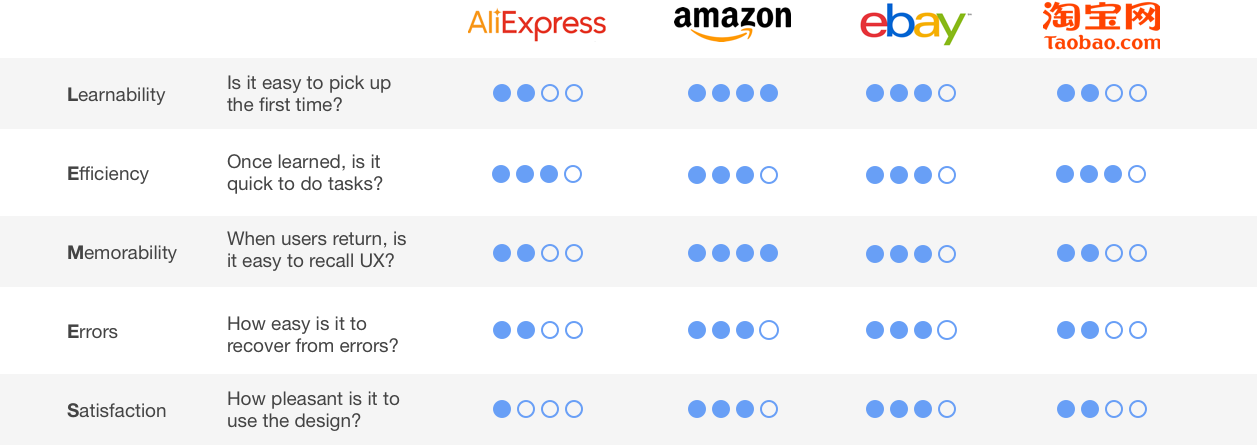 AliExpress amazon ebay™ 淘宝网
Taobao.com
Learnability
Is it easy to pick up
the first time?
Efficiency
Once learned, is it
quick to do tasks?
Memorability
When users return, is
it easy to recall UX?
Errors
How easy is it to
recover from errors?
Satisfaction
How pleasant is it to
use the design?